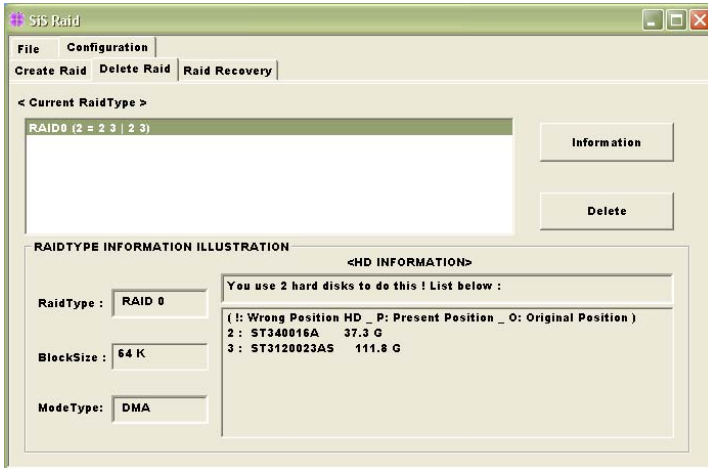 SiS Raid
File Configuration
Create Raid Delete Raid Raid Recovery
< Current RaidType >
RAID0 (2 = 2 3 | 2 3)
Information
Delete
RAIDTYPE INFORMATION ILLUSTRATION
<HD INFORMATION>
You use 2 hard disks to do this ! List below :
RaidType : RAID 0
( !: Wrong Position HD _ P: Present Position _ O: Original Position )
2 : ST340016A 37.3 G
3 : ST3120023AS 111.8 G
BlockSize : 64 K
ModeType: DMA